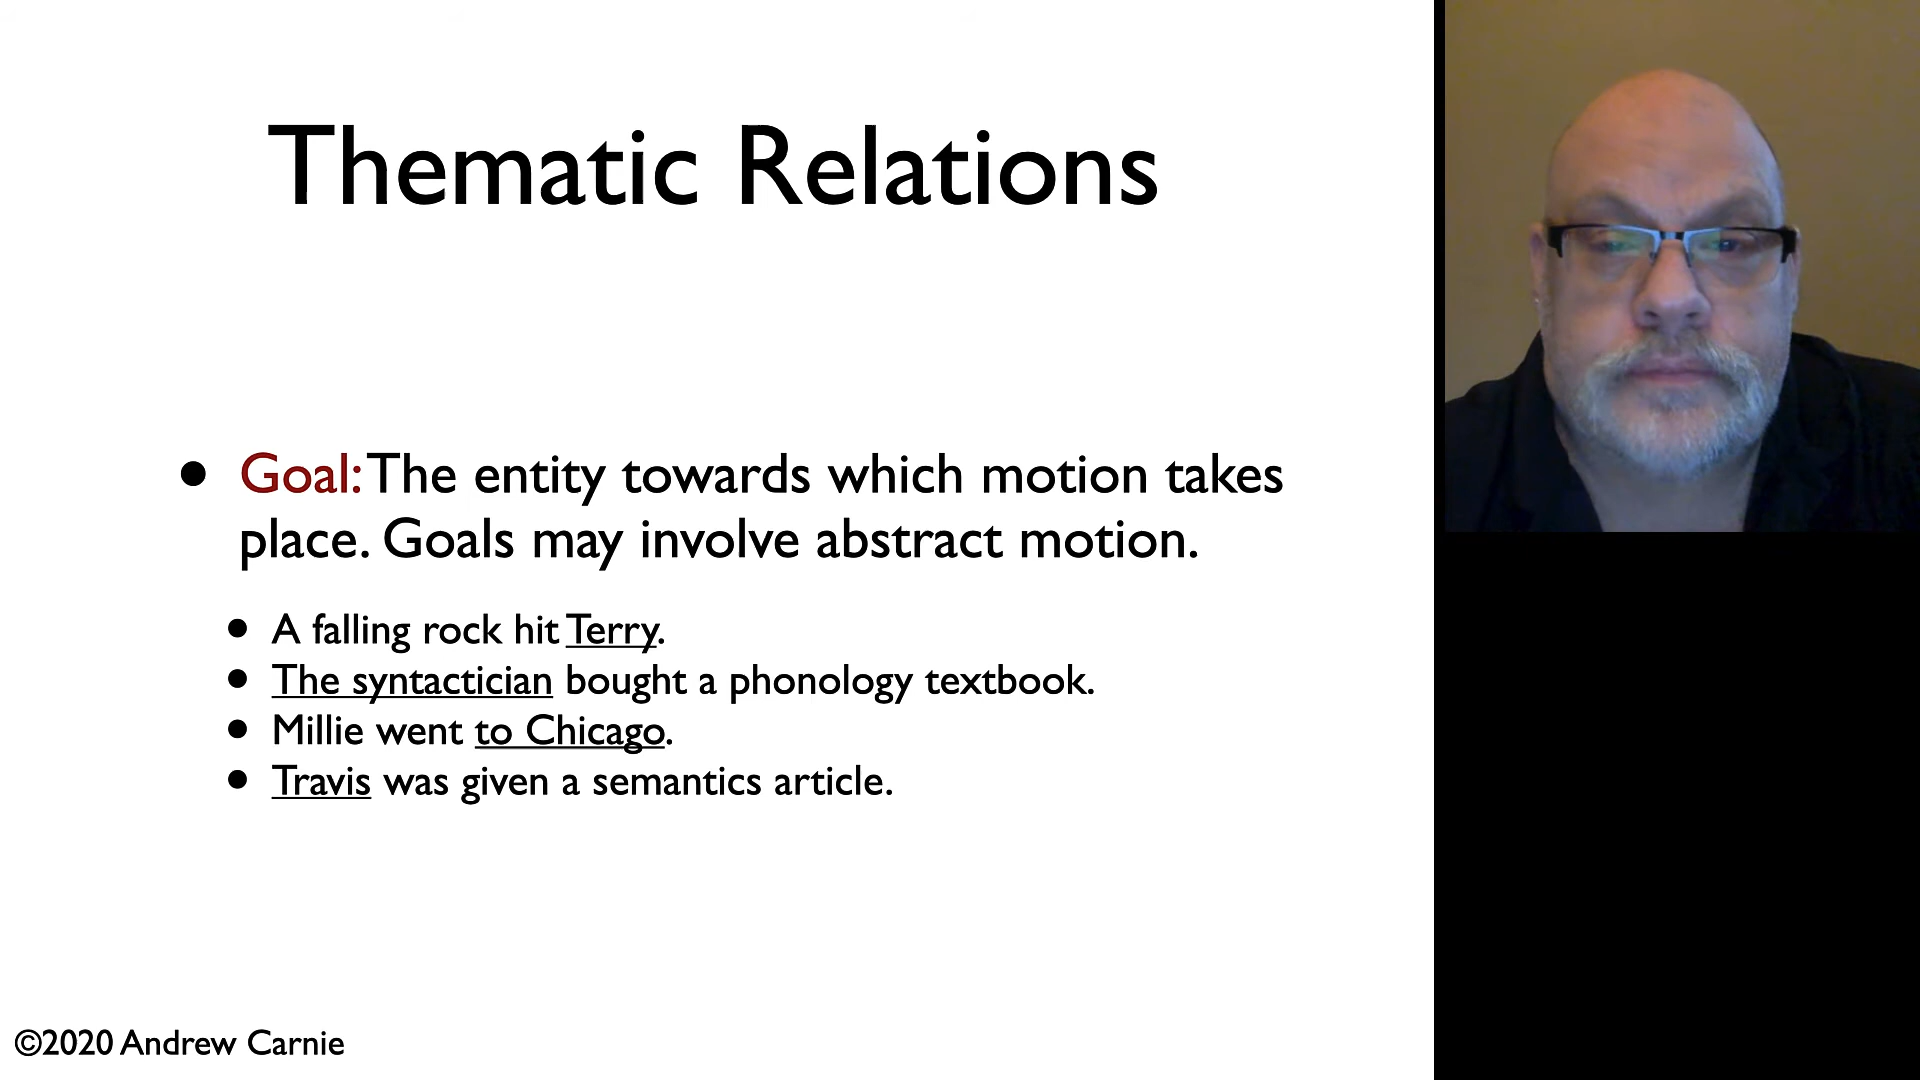 Thematic Relations
• Goal: The entity towards which motion takes
place. Goals may involve abstract motion.
• A falling rock hit Terry.
• The syntactician bought a phonology textbook.
• Millie went to Chicago.
• Travis was given a semantics article.
©2020 Andrew Carnie